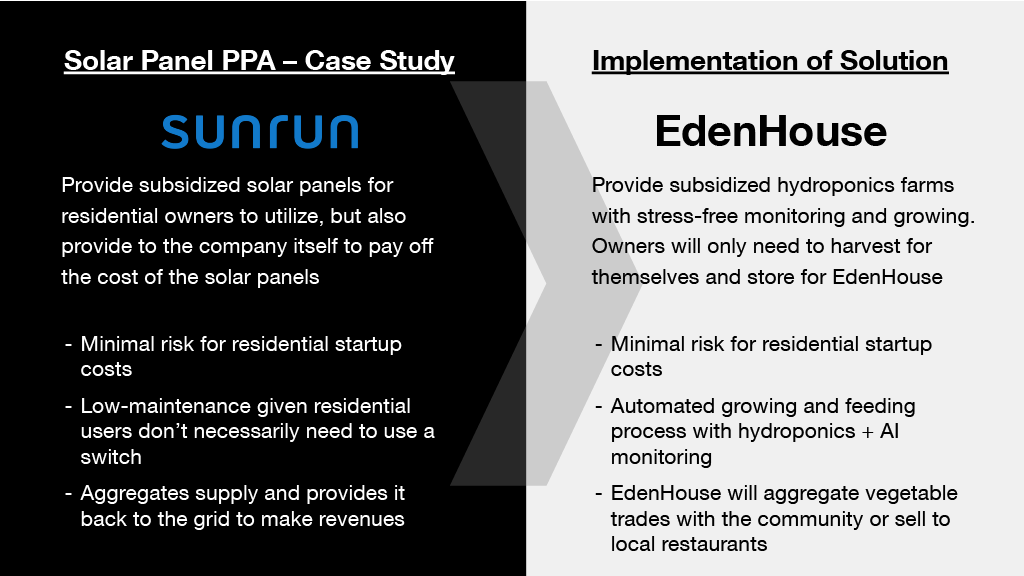 Solar Panel PPA – Case Study
sunrun
Provide subsidized solar panels for
residential owners to utilize, but also
provide to the company itself to pay off
the cost of the solar panels
- Minimal risk for residential startup
costs
- Low-maintenance given residential
users don’t necessarily need to use a
switch
- Aggregates supply and provides it
back to the grid to make revenues
Implementation of Solution
EdenHouse
Provide subsidized hydroponics farms
with stress-free monitoring and growing.
Owners will only need to harvest for
themselves and store for EdenHouse
- Minimal risk for residential startup
costs
- Automated growing and feeding
process with hydroponics + AI
monitoring
- EdenHouse will aggregate vegetable
trades with the community or sell to
local restaurants